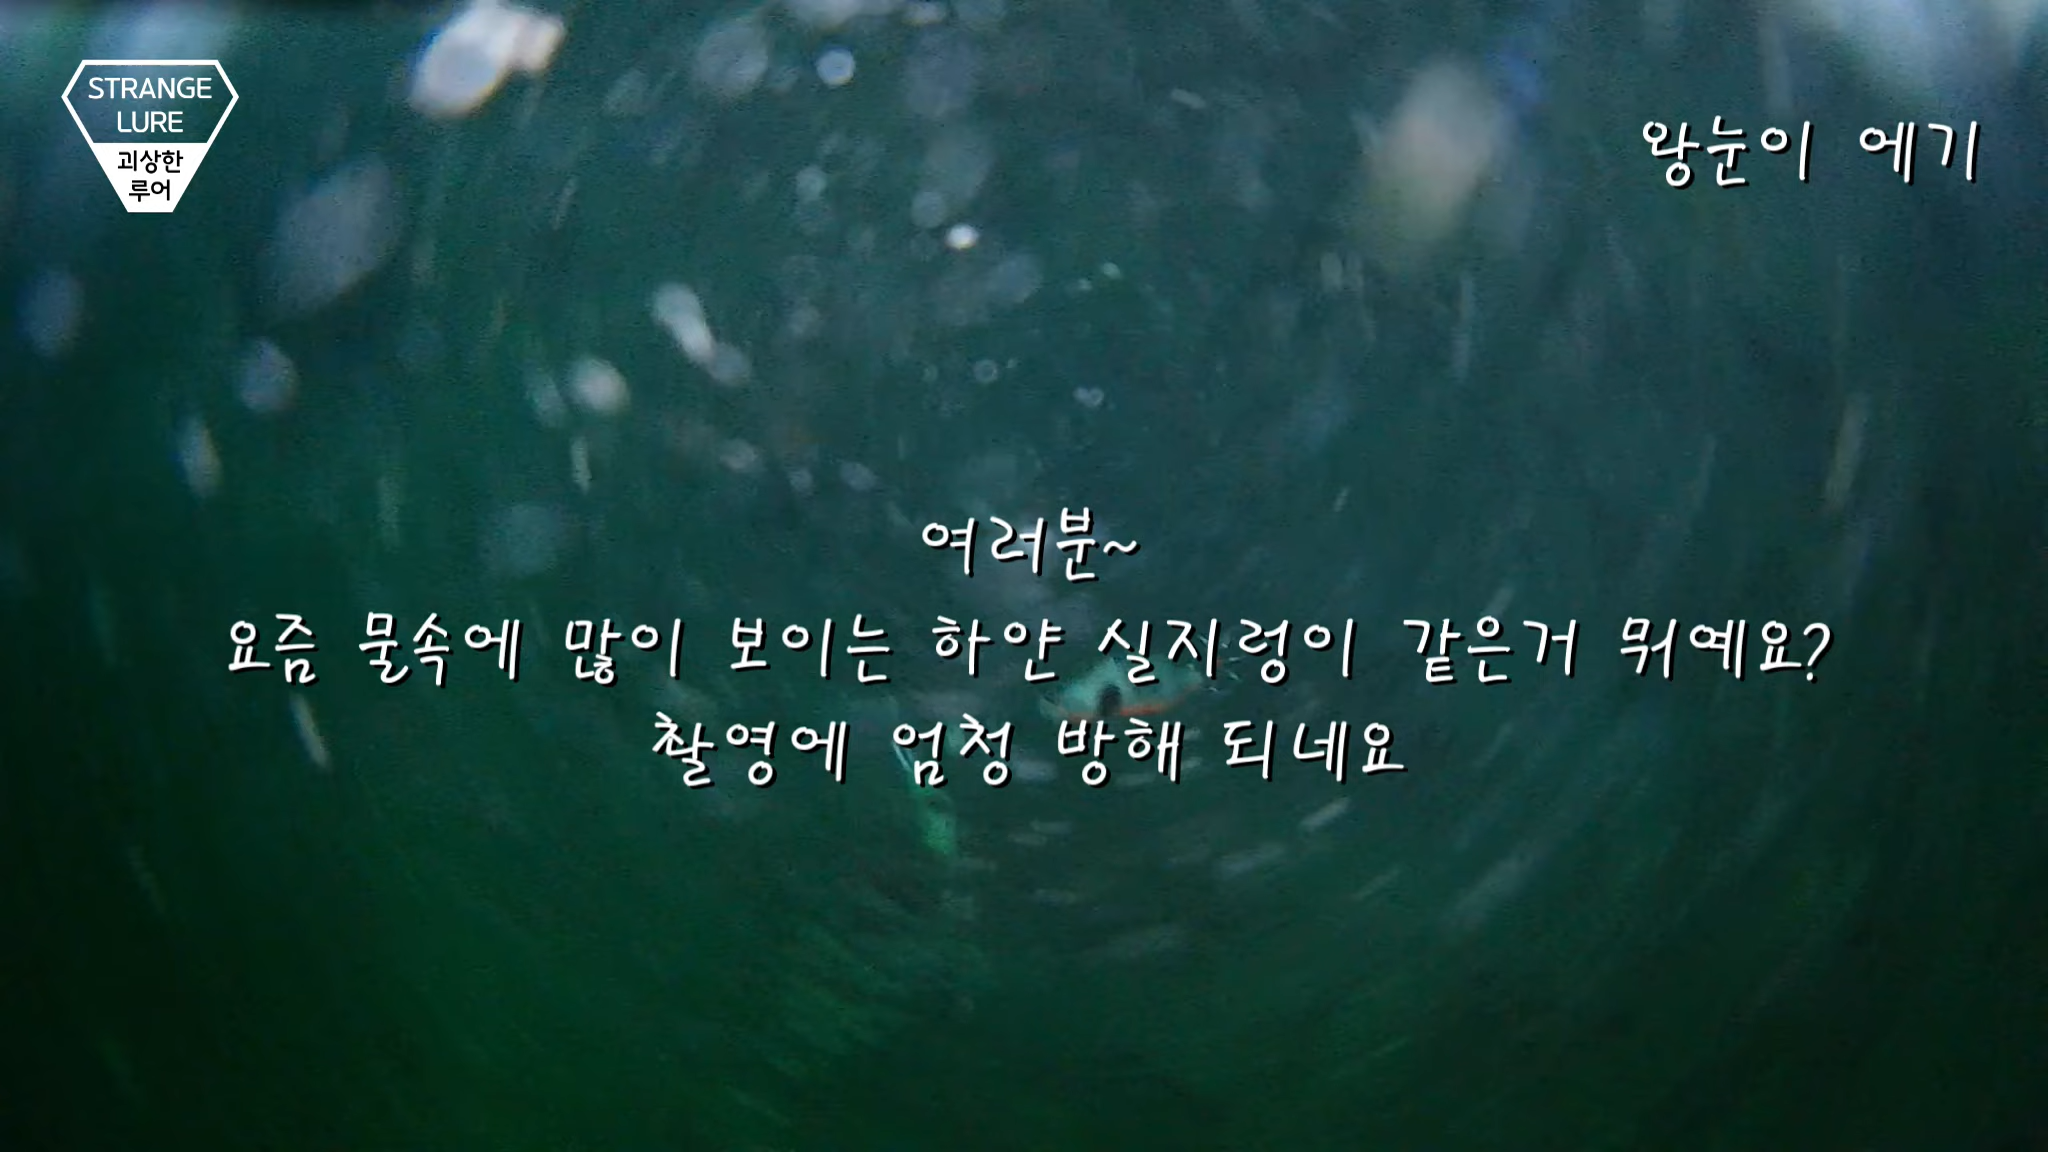 STRANGE
LURE
괴상한
루어
왕눈이 에기
여러분~
요즘 물속에 많이 보이는 하얀 실지렁이 같은거 뭐예요?
촬영에 엄청 방해 되네요